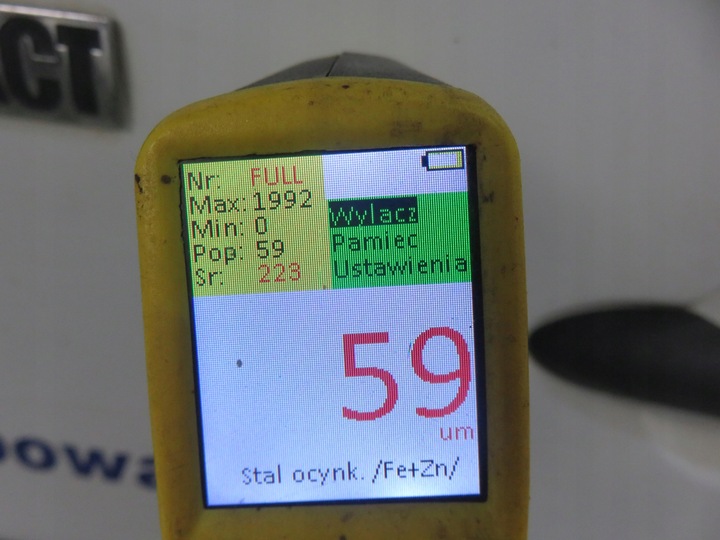 ACT
Nr: FULL
Max: 1992
Min: 0
Pop: 59
Sr: 223
Wylacz
Pamiec
Ustawienia
59
um
Stal ocynk. /Fe+Zn/